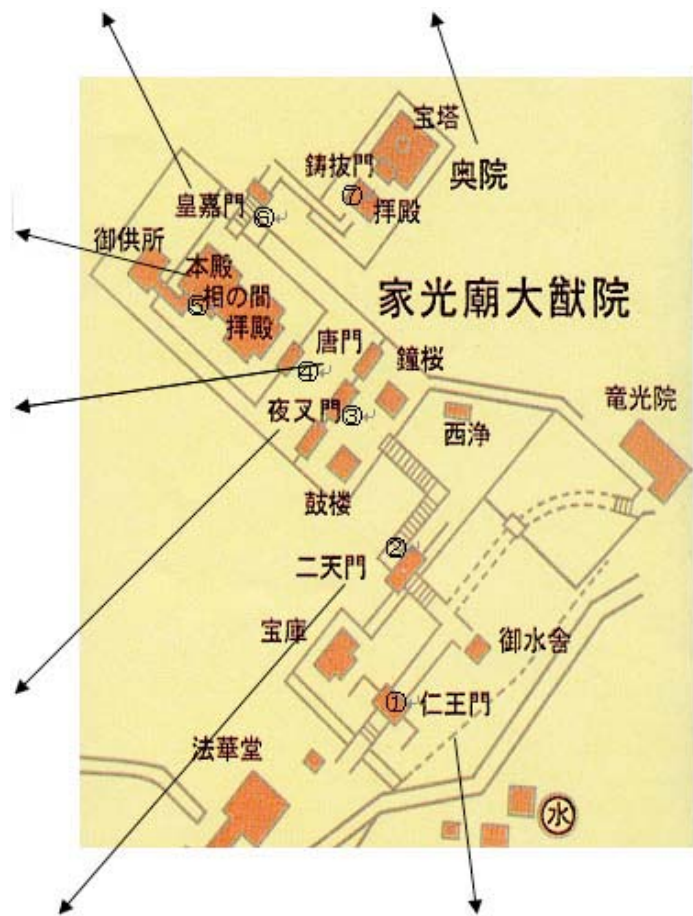 宝塔
鋳抜門
奥院
⑦
拝殿
皇嘉門
⑥
御供所
本殿
相の間
⑤
拝殿
家光廟大猷院
唐門
④
鐘桜
竜光院
夜叉門
③
西浄
鼓楼
②
二天門
宝庫
御水舎
①
仁王門
法華堂
水